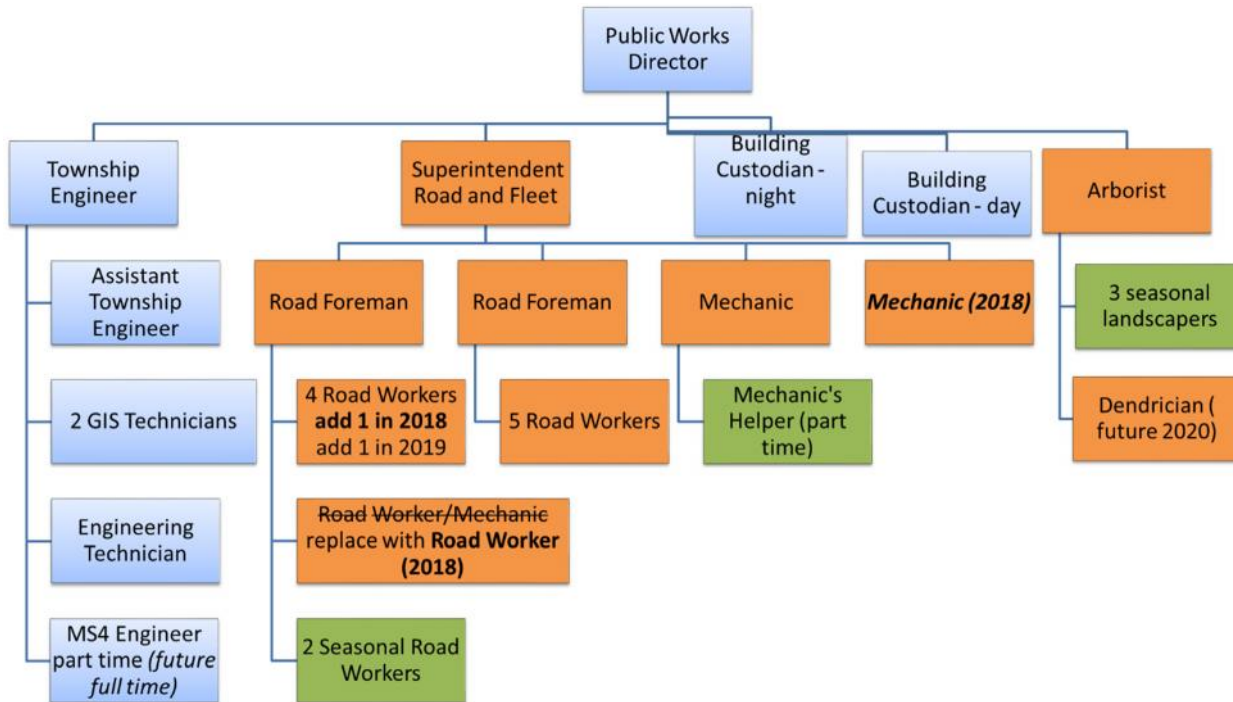 Public Works
Director
Township
Engineer
Superintendent
Road and Fleet
Building
Custodian -
night
Building
Custodian - day
Arborist
Assistant
Township
Engineer
2 GIS Technicians
Engineering
Technician
MS4 Engineer
part time (future
full time)
Road Foreman
4 Road Workers
add 1 in 2018
add 1 in 2019
Road Worker/Mechanic
replace with Road Worker
(2018)
2 Seasonal Road
Workers
Road Foreman
5 Road Workers
Mechanic
Mechanic's
Helper (part
time)
Mechanic (2018)
3 seasonal
landscapers
Dendrician (
future 2020)